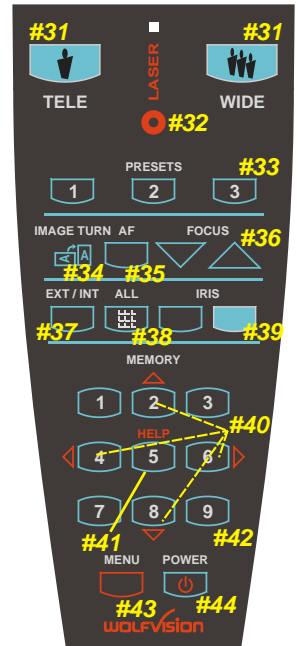 #31 #31
TELE LASER WIDE
#32
PRESETS #33
1 2 3
IMAGE TURN AF FOCUS #36
A A
#34 #35
EXT / INT ALL IRIS
#37 #38 #39
MEMORY
1 2 3
HELP #40
4 5 6
7 8 9
#41 #42
MENU POWER
#43 #44
WOLFVISION